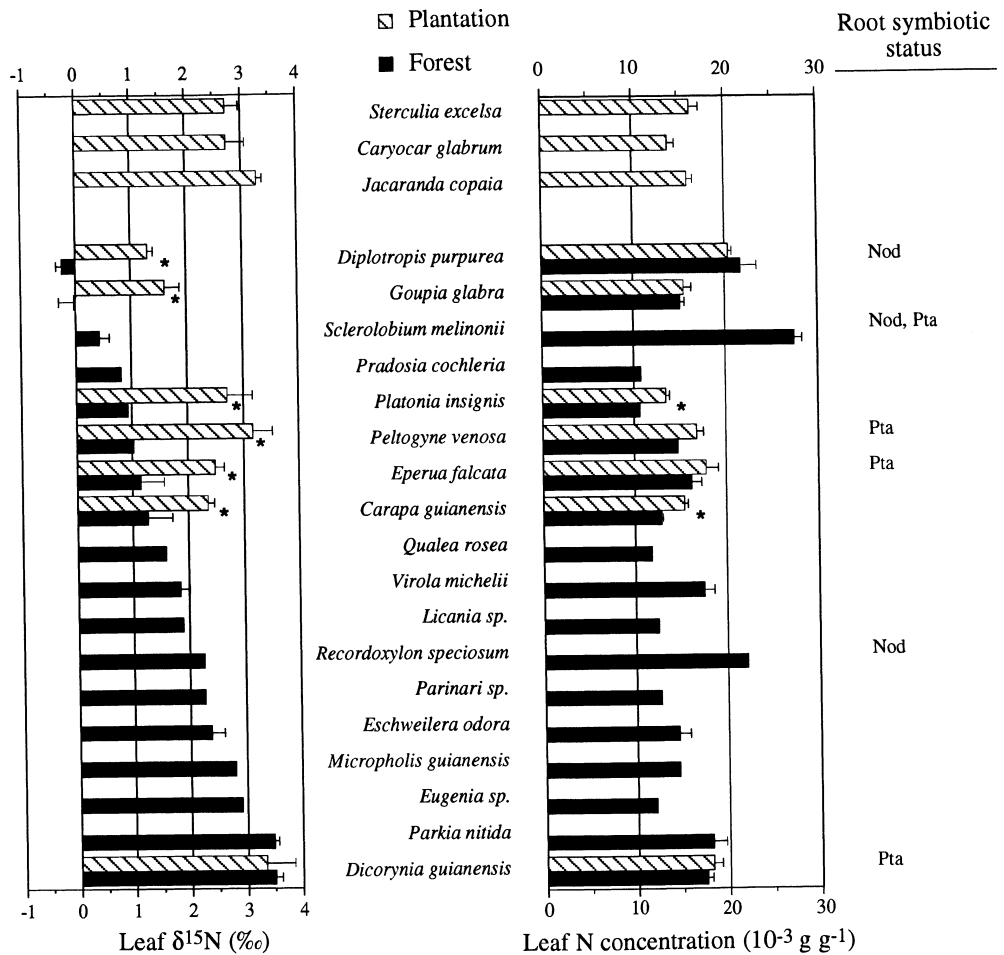 Plantation
Forest
Root symbiotic
status
-1 0 1 2 3 4
0 10 20 30
Sterculia excelsa
Caryocar glabrum
Jacaranda copaia
Diplotropis purpurea Nod
*
Goupia glabra
*
Sclerolobium melinonii Nod, Pta
Pradosia cochleria
Platonia insignis
* *
Peltogyne venosa Pta
*
Eperua falcata Pta
*
Carapa guianensis
* *
Qualea rosea
Virola michelii
Licania sp.
Recordoxylon speciosum Nod
Parinari sp.
Eschweilera odora
Micropholis guianensis
Eugenia sp.
Parkia nitida
Dicorynia guianensis Pta
-1 0 1 2 3 4
0 10 20 30
Leaf δ15N (‰)
Leaf N concentration (10-3 g g-1)